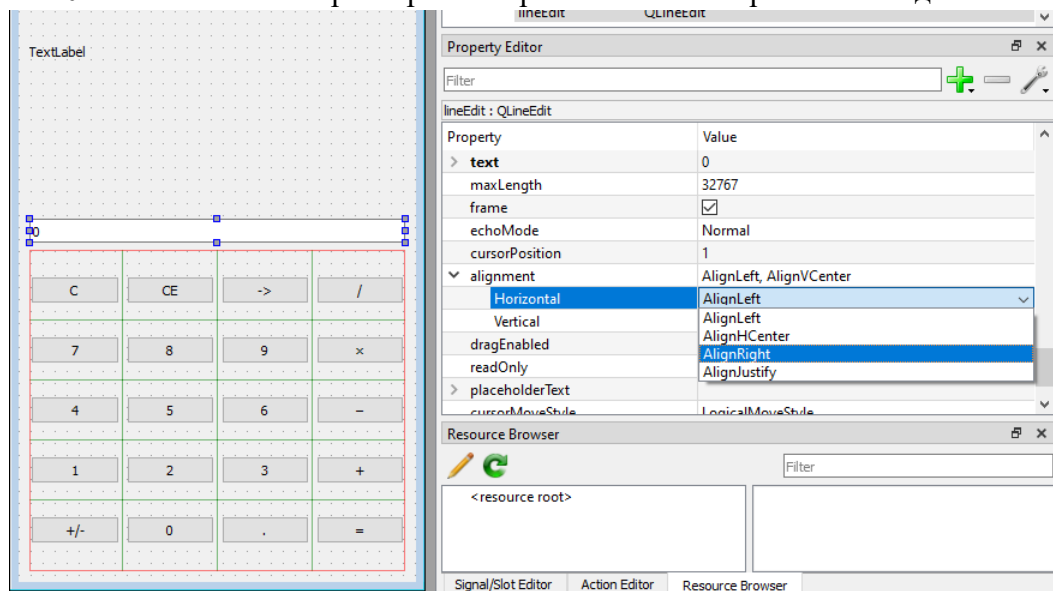 lineEdit QLineEdit
TextLabel
0
C CE -> /
7 8 9 ×
4 5 6 −
1 2 3 +
+/- 0 . =
Property Editor
Filter
lineEdit : QLineEdit
Property Value
text 0
maxLength 32767
frame
echoMode Normal
cursorPosition 1
alignment AlignLeft, AlignVCenter
Horizontal AlignLeft
Vertical AlignLeft
AlignHCenter
dragEnabled AlignRight
readOnly AlignJustify
placeholderText
cursorMoveStyle LogicalMoveStyle
Resource Browser
Filter
<resource root>
Signal/Slot Editor Action Editor Resource Browser